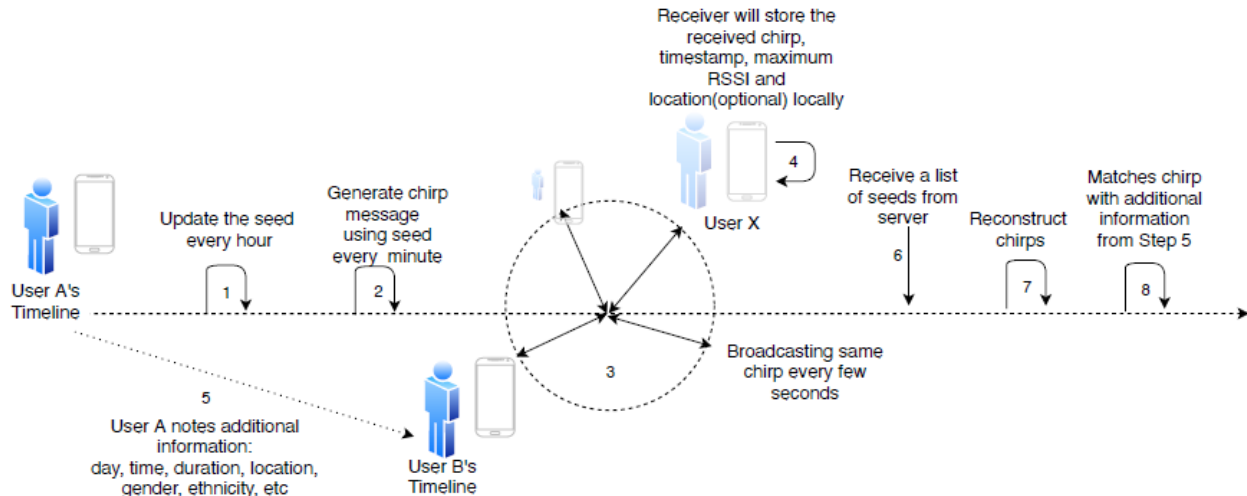 Receiver will store the
received chirp,
timestamp, maximum
RSSI and
location(optional) locally
4
User X
User A's
Timeline
Update the seed
every hour
1
Generate chirp
message
using seed
every minute
2
3
Broadcasting same
chirp every few
seconds
Receive a list
of seeds from
server
6
Reconstruct
chirps
7
Matches chirp
with additional
information
from Step 5
8
5
User A notes additional
information:
day, time, duration, location,
gender, ethnicity, etc
User B's
Timeline